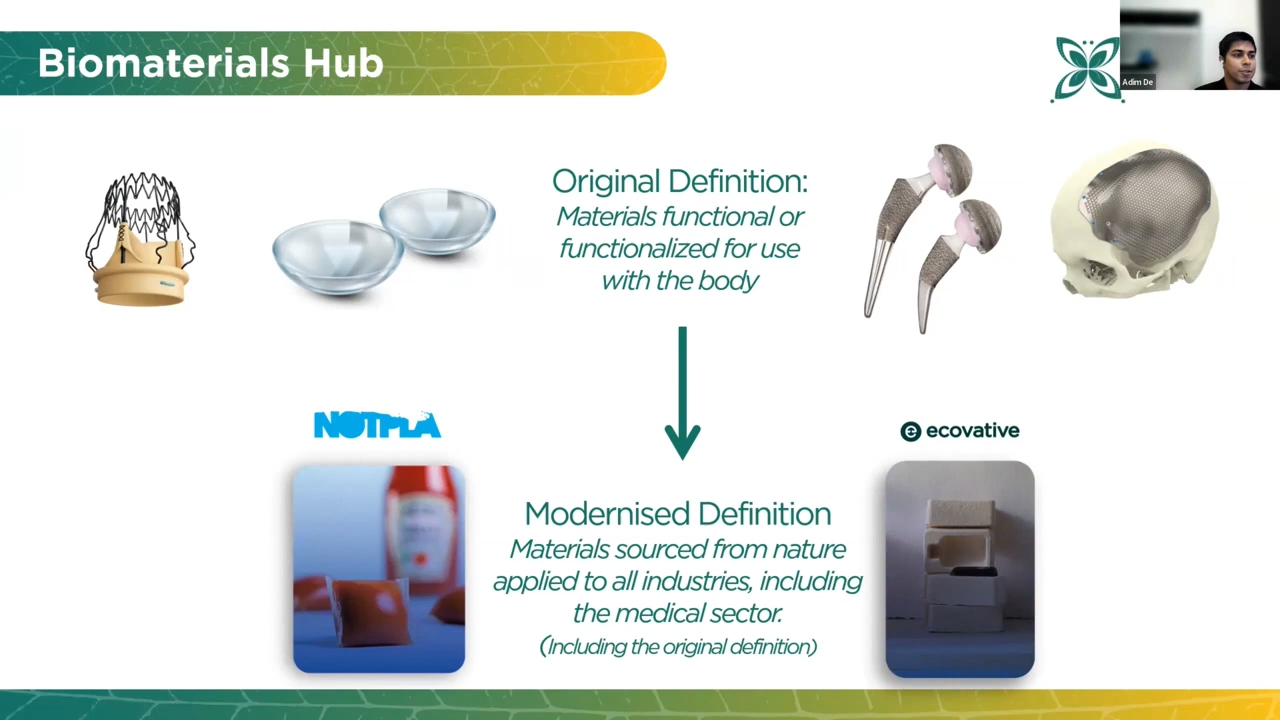 Biomaterials Hub
Adim De
Original Definition:
Materials functional or
functionalized for use
with the body
NOTPLA
ecovative
Modernised Definition
Materials sourced from nature
applied to all industries, including
the medical sector.
(Including the original definition)